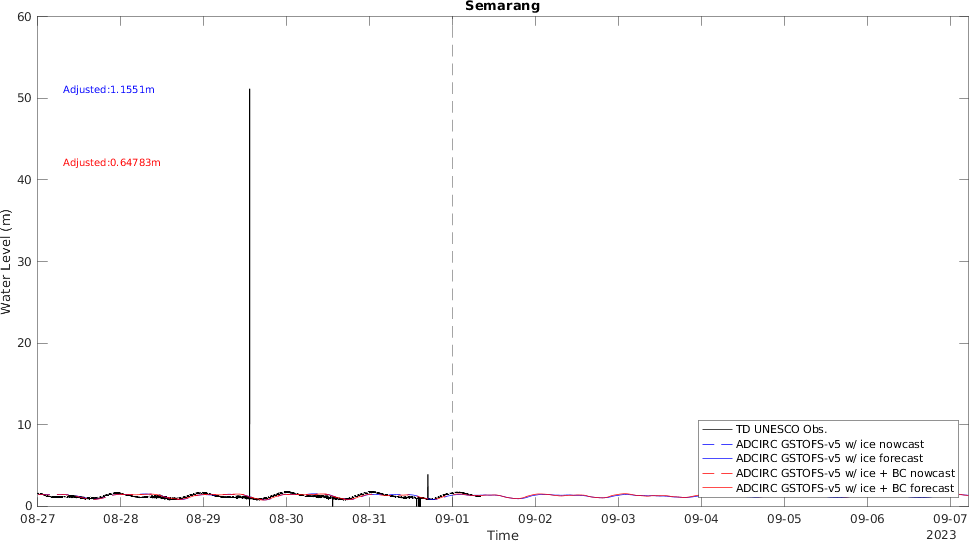 Semarang
60
50
40
30
20
10
0
Water Level (m)
Adjusted:1.1551m
Adjusted:0.64783m
TD UNESCO Obs.
ADCIRC GSTOFS-v5 w/ ice nowcast
ADCIRC GSTOFS-v5 w/ ice forecast
ADCIRC GSTOFS-v5 w/ ice + BC nowcast
ADCIRC GSTOFS-v5 w/ ice + BC forecast
08-27 08-28 08-29 08-30 08-31 09-01 09-02 09-03 09-04 09-05 09-06 09-07
Time
2023